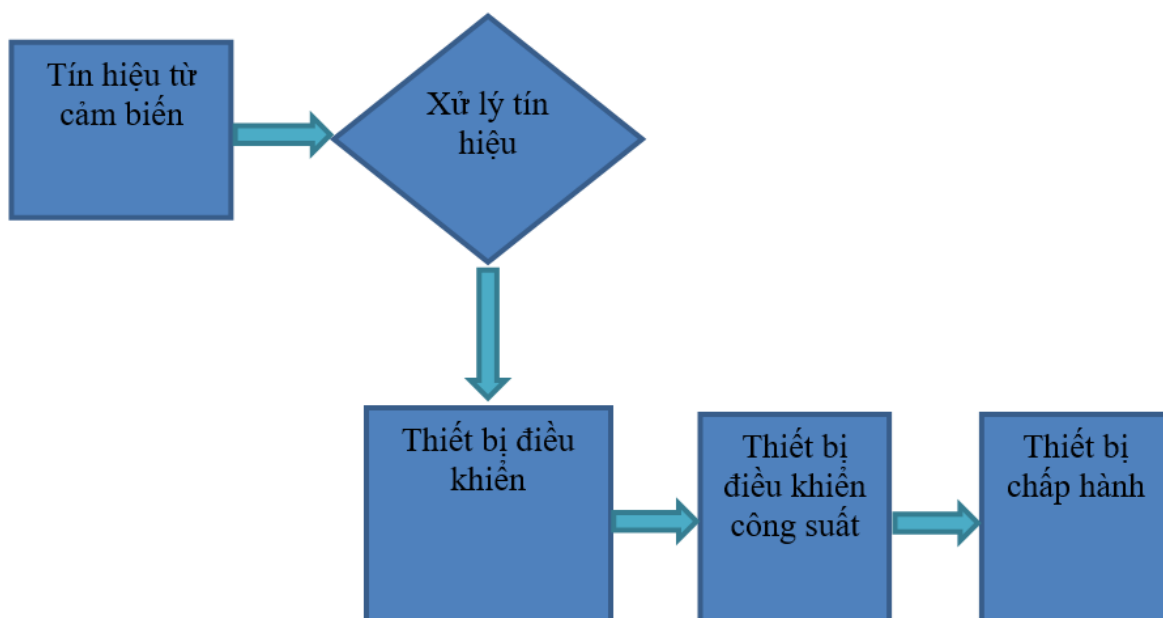 Tín hiệu từ
cảm biến
Xử lý tín
hiệu
Thiết bị điều
khiển
Thiết bị
điều khiển
công suất
Thiết bị
chấp hành